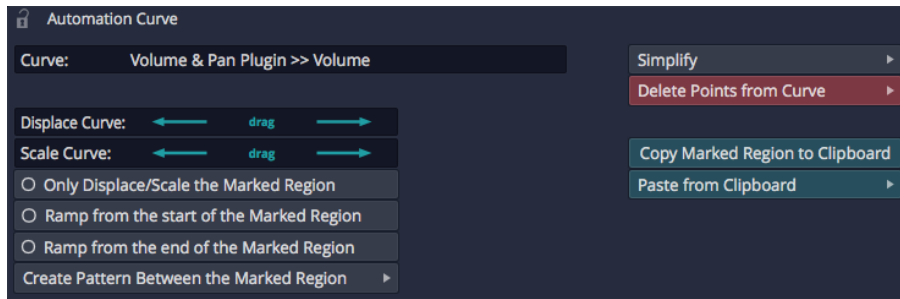 Automation Curve
Curve: Volume & Pan Plugin >> Volume
Simplify
Delete Points from Curve
Displace Curve: drag
Scale Curve: drag
Copy Marked Region to Clipboard
Only Displace/Scale the Marked Region
Paste from Clipboard
Ramp from the start of the Marked Region
Ramp from the end of the Marked Region
Create Pattern Between the Marked Region